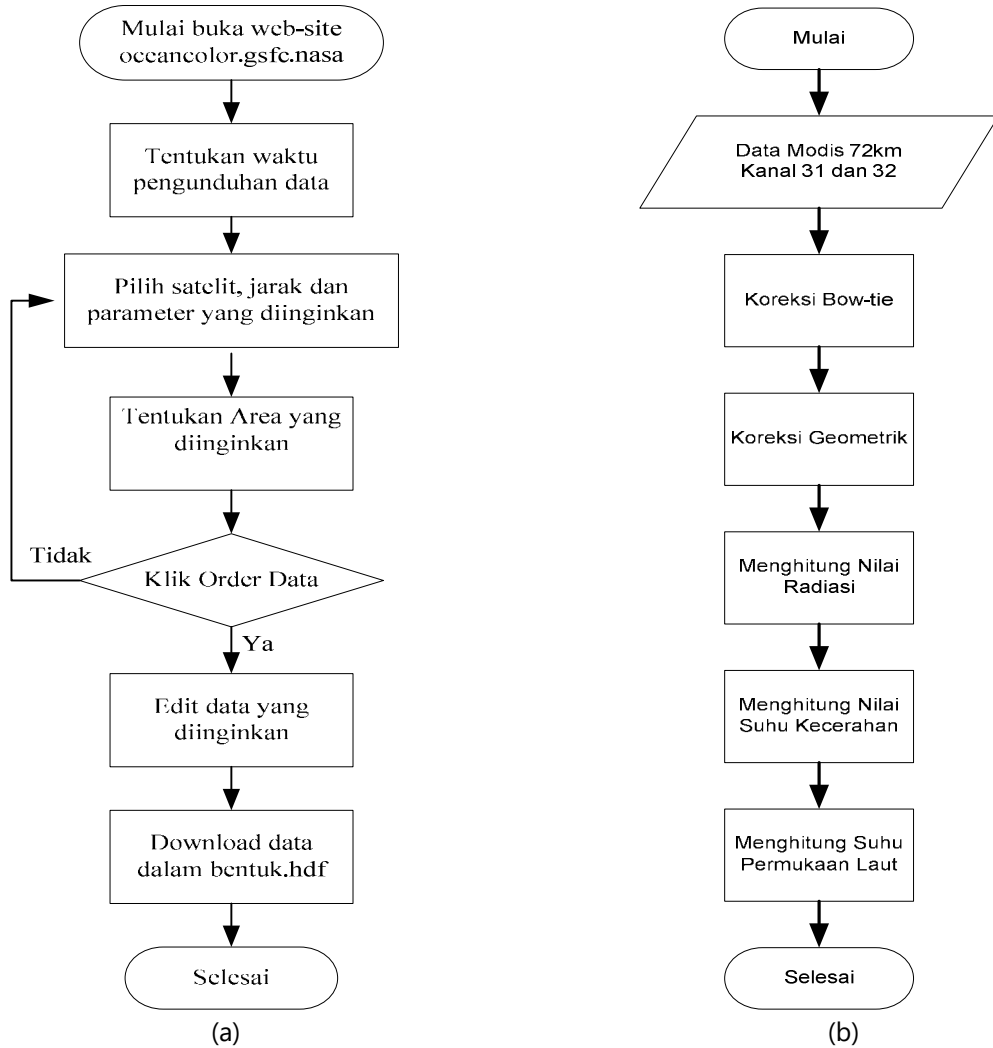 Mulai buka web-site
oceancolor.gsfc.nasa
Tentukan waktu
pengunduhan data
Pilih satelit, jarak dan
parameter yang diinginkan
Tentukan Area yang
diinginkan
Tidak
Klik Order Data
Ya
Edit data yang
diinginkan
Download data
dalam bentuk.hdf
Selesai
(a)
Mulai
Data Modis 72km
Kanal 31 dan 32
Koreksi Bow-tie
Koreksi Geometrik
Menghitung Nilai
Radiasi
Menghitung Nilai
Suhu Kecerahan
Menghitung Suhu
Permukaan Laut
Selesai
(b)